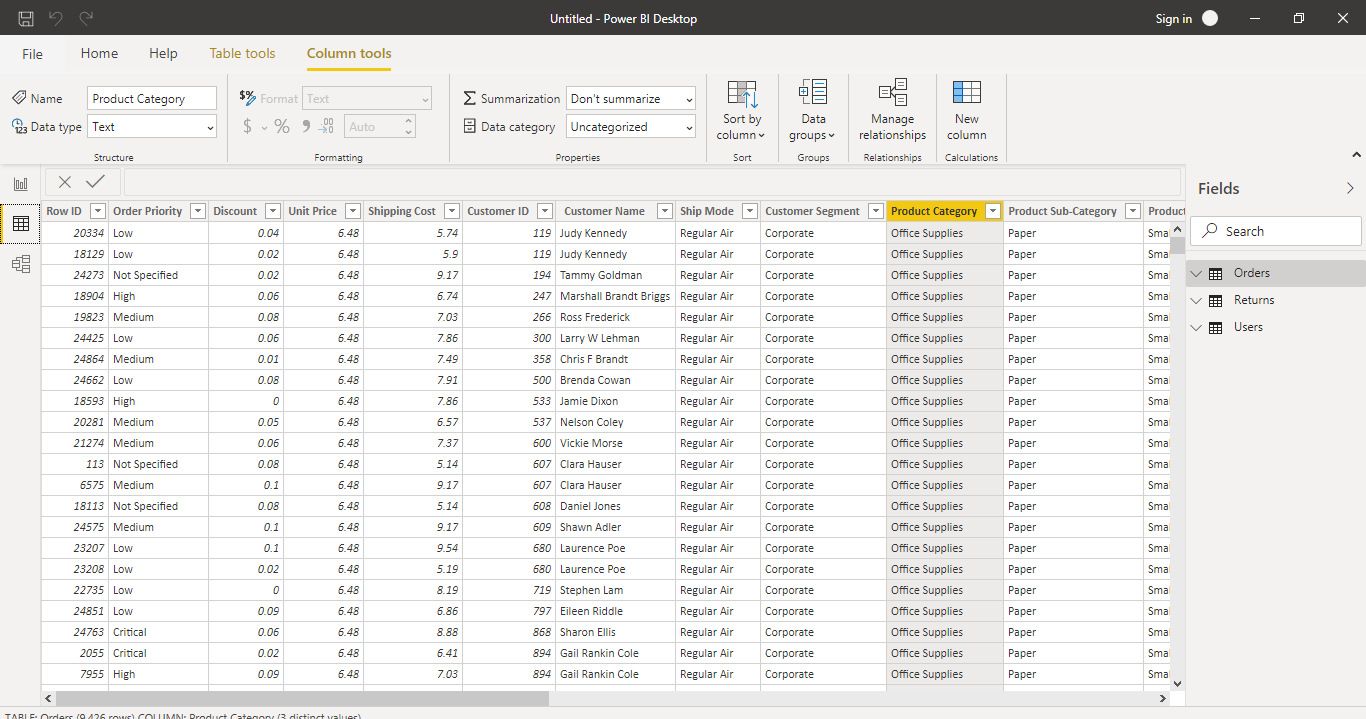 Untitled - Power BI Desktop Sign in
File Home Help Table tools Column tools
Name Product Category $% Format Text Summarization Don't summarize
Data type Text $ % 9 .00 Auto Data category Uncategorized
Sort by column Data groups Manage relationships New column
Structure Formatting Properties Sort Groups Relationships Calculations
Fields
Search
Orders
Returns
Users
Row ID Order Priority Discount Unit Price Shipping Cost Customer ID Customer Name Ship Mode Customer Segment Product Category Product Sub-Category Product
20334 Low 0.04 6.48 5.74 119 Judy Kennedy Regular Air Corporate Office Supplies Paper Sma
18129 Low 0.02 6.48 5.9 119 Judy Kennedy Regular Air Corporate Office Supplies Paper Sma
24273 Not Specified 0.02 6.48 9.17 194 Tammy Goldman Regular Air Corporate Office Supplies Paper Sma
18904 High 0.06 6.48 6.74 247 Marshall Brandt Briggs Regular Air Corporate Office Supplies Paper Sma
19823 Medium 0.08 6.48 7.03 266 Ross Frederick Regular Air Corporate Office Supplies Paper Sma
24425 Low 0.06 6.48 7.86 300 Larry W Lehman Regular Air Corporate Office Supplies Paper Sma
24864 Medium 0.01 6.48 7.49 358 Chris F Brandt Regular Air Corporate Office Supplies Paper Sma
24662 Low 0.08 6.48 7.91 500 Brenda Cowan Regular Air Corporate Office Supplies Paper Sma
18593 High 0 6.48 7.86 533 Jamie Dixon Regular Air Corporate Office Supplies Paper Sma
20281 Medium 0.05 6.48 6.57 537 Nelson Coley Regular Air Corporate Office Supplies Paper Sma
21274 Medium 0.06 6.48 7.37 600 Vickie Morse Regular Air Corporate Office Supplies Paper Sma
113 Not Specified 0.08 6.48 5.14 607 Clara Hauser Regular Air Corporate Office Supplies Paper Sma
6575 Medium 0.1 6.48 9.17 607 Clara Hauser Regular Air Corporate Office Supplies Paper Sma
18113 Not Specified 0.08 6.48 5.14 608 Daniel Jones Regular Air Corporate Office Supplies Paper Sma
24575 Medium 0.1 6.48 9.17 609 Shawn Adler Regular Air Corporate Office Supplies Paper Sma
23207 Low 0.1 6.48 9.54 680 Laurence Poe Regular Air Corporate Office Supplies Paper Sma
23208 Low 0.02 6.48 5.19 680 Laurence Poe Regular Air Corporate Office Supplies Paper Sma
22735 Low 0 6.48 8.19 719 Stephen Lam Regular Air Corporate Office Supplies Paper Sma
24851 Low 0.09 6.48 6.86 797 Eileen Riddle Regular Air Corporate Office Supplies Paper Sma
24763 Critical 0.06 6.48 8.88 868 Sharon Ellis Regular Air Corporate Office Supplies Paper Sma
2055 Critical 0.02 6.48 6.41 894 Gail Rankin Cole Regular Air Corporate Office Supplies Paper Sma
7955 High 0.09 6.48 7.03 894 Gail Rankin Cole Regular Air Corporate Office Supplies Paper Sma
TABLE: Orders (9,426 rows) COLUMN: Product Category (3 distinct values)